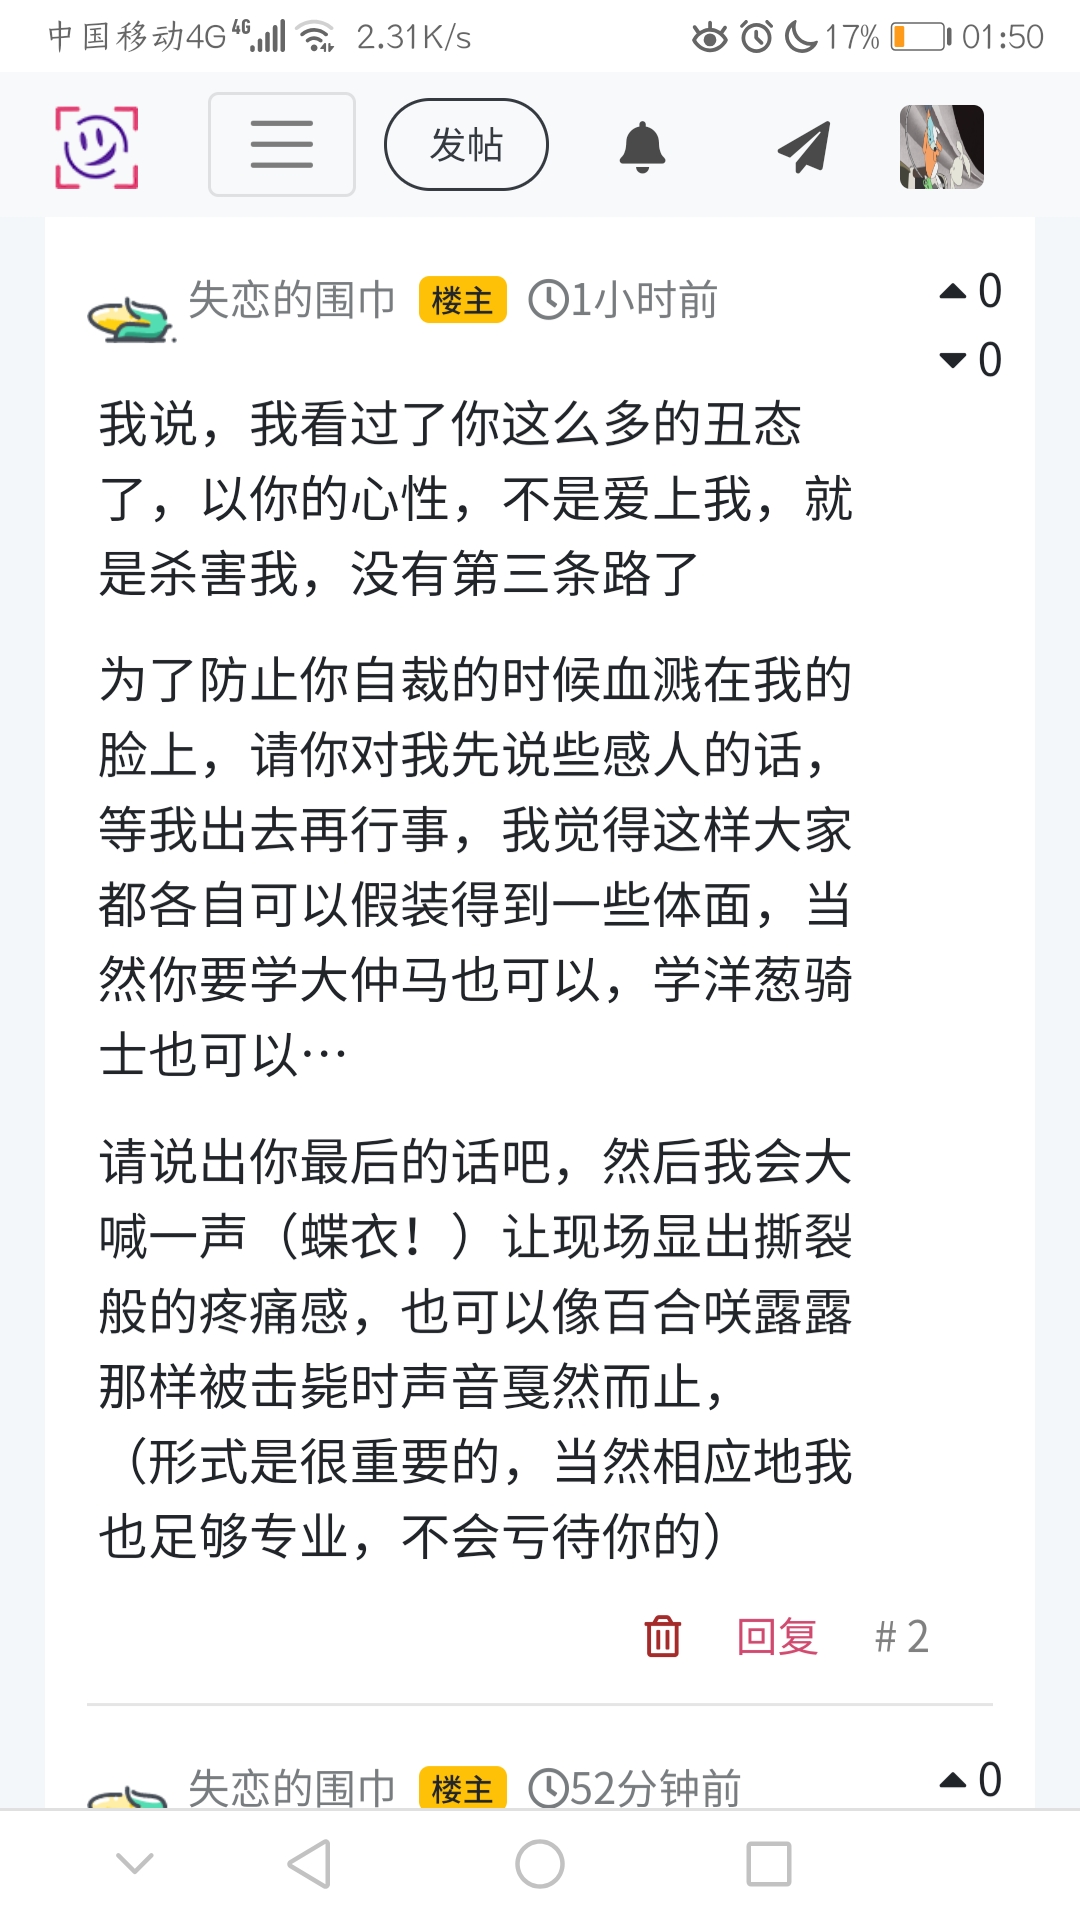 中国移动4G 4G 2.31K/s 17% 01:50
发帖
失恋的围巾 楼主 1小时前 0
0
我说，我看过了你这么多的丑态
了，以你的心性，不是爱上我，就
是杀害我，没有第三条路了
为了防止你自裁的时候血溅在我的
脸上，请你对我先说些感人的话，
等我出去再行事，我觉得这样大家
都各自可以假装得到一些体面，当
然你要学大仲马也可以，学洋葱骑
士也可以…
请说出你最后的话吧，然后我会大
喊一声（蝶衣！）让现场显出撕裂
般的疼痛感，也可以像百合咲露露
那样被击毙时声音戛然而止，
（形式是很重要的，当然相应地我
也足够专业，不会亏待你的）
回复 # 2
失恋的围巾 楼主 52分钟前 0